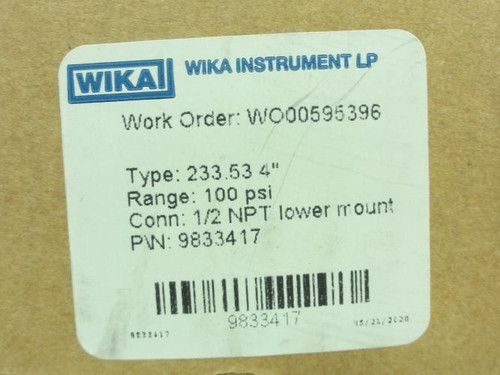 WIKA WIKA INSTRUMENT LP
Work Order: WO00595396
Type: 233.53 4"
Range: 100 psi
Conn: 1/2 NPT lower mount
P\N: 9833417
9833417
9833417